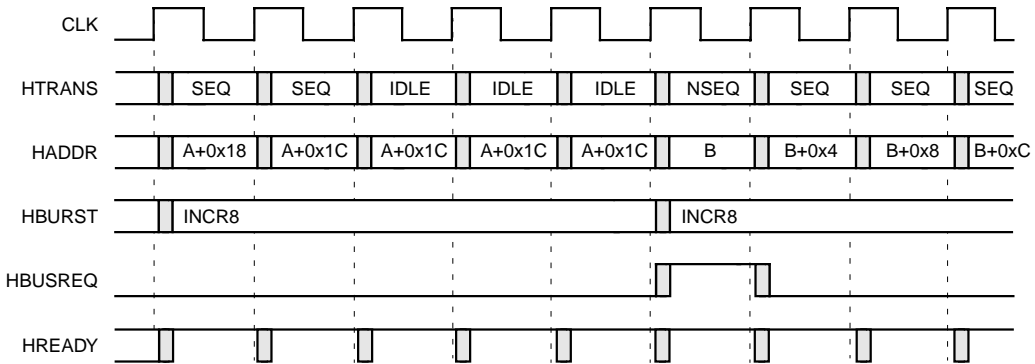 CLK
HTRANS SEQ SEQ IDLE IDLE IDLE NSEQ SEQ SEQ SEQ
HADDR A+0x18 A+0x1C A+0x1C A+0x1C A+0x1C B B+0x4 B+0x8 B+0xC
HBURST INCR8 INCR8
HBUSREQ
HREADY